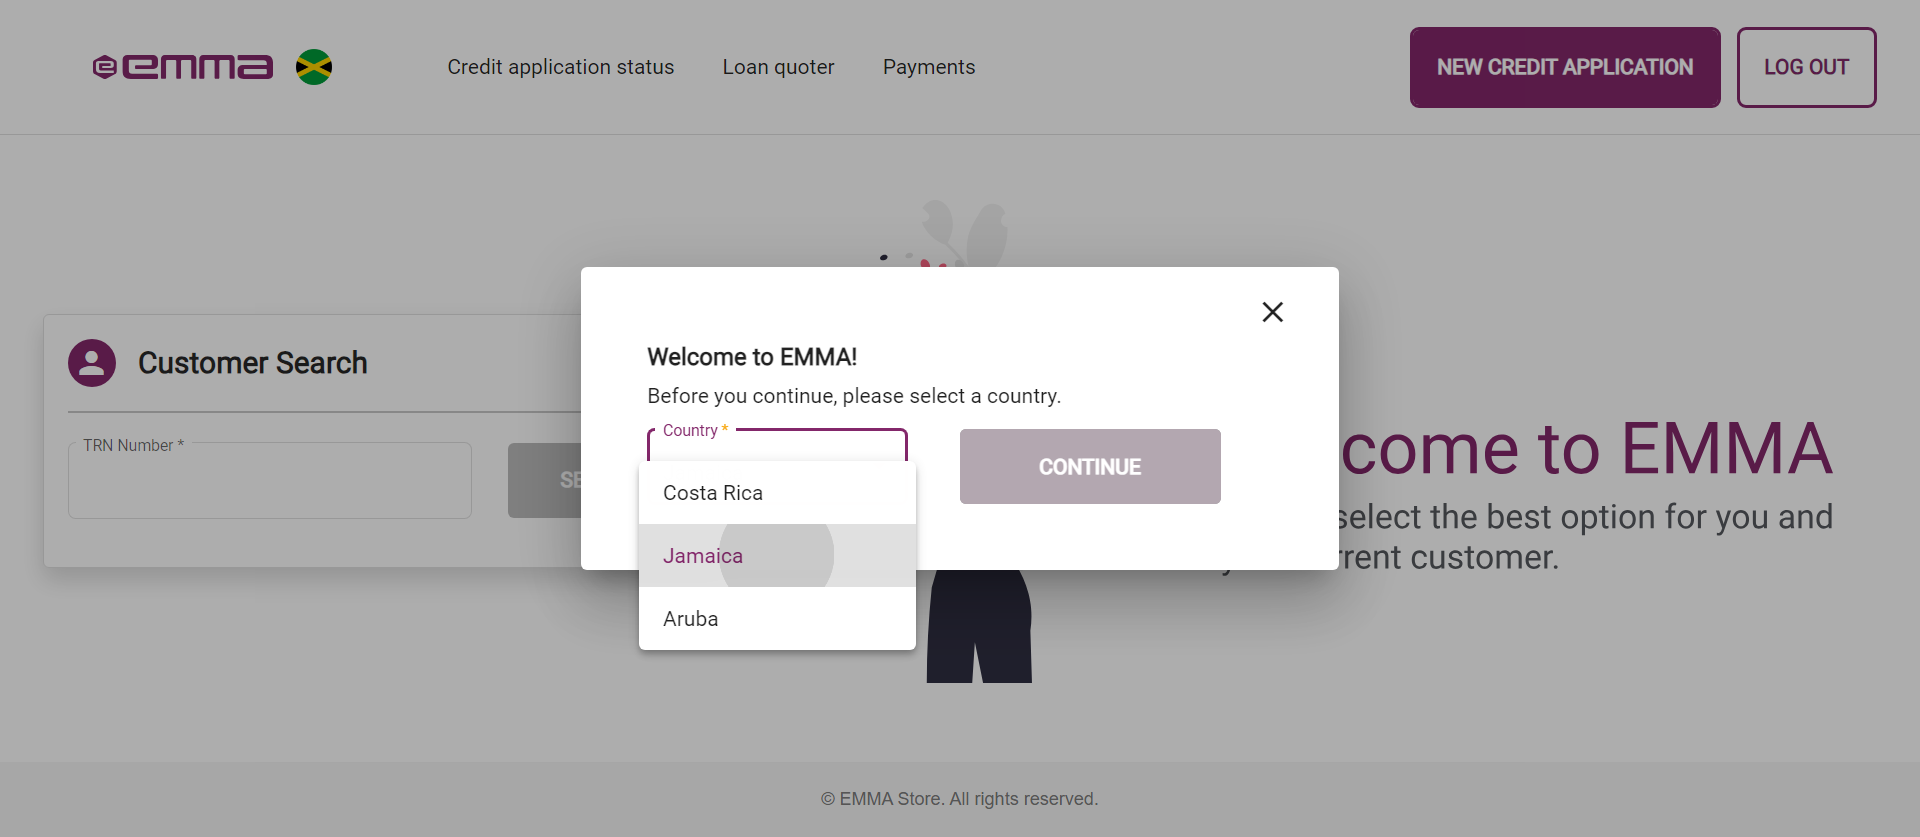 emma
Credit application status
Loan quoter
Payments
NEW CREDIT APPLICATION
LOG OUT
Customer Search
TRN Number *
SE
Welcome to EMMA!
Before you continue, please select a country.
Country *
CONTINUE
Costa Rica
Jamaica
Aruba
come to EMMA
select the best option for you and
rrent customer.
© EMMA Store. All rights reserved.